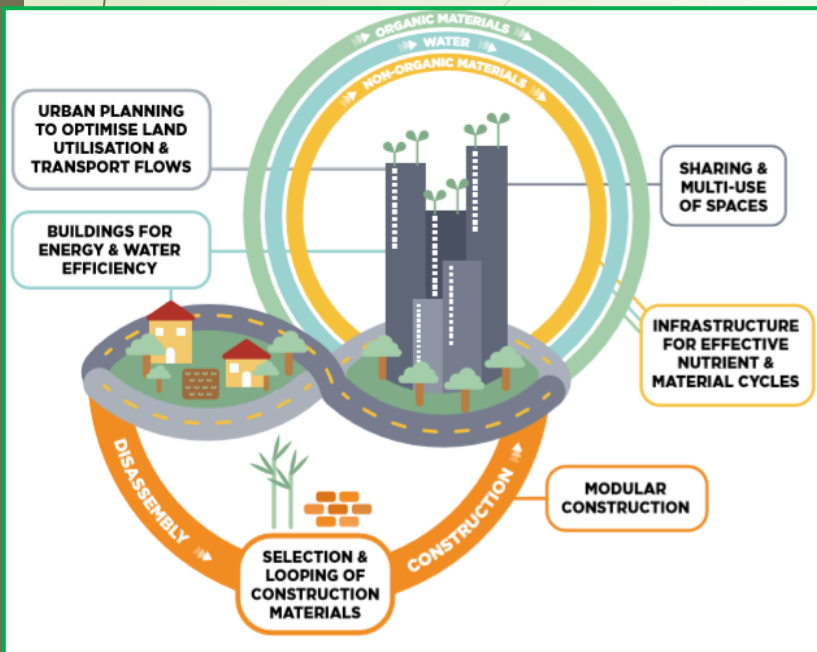 ORGANIC MATERIALS
WATER
NON-ORGANIC MATERIALS
URBAN PLANNING
TO OPTIMISE LAND
UTILISATION &
TRANSPORT FLOWS
SHARING &
MULTI-USE
OF SPACES
BUILDINGS FOR
ENERGY & WATER
EFFICIENCY
INFRASTRUCTURE
FOR EFFECTIVE
NUTRIENT &
MATERIAL CYCLES
DISASSEMBLY
CONSTRUCTION
MODULAR
CONSTRUCTION
SELECTION &
LOOPING OF
CONSTRUCTION
MATERIALS